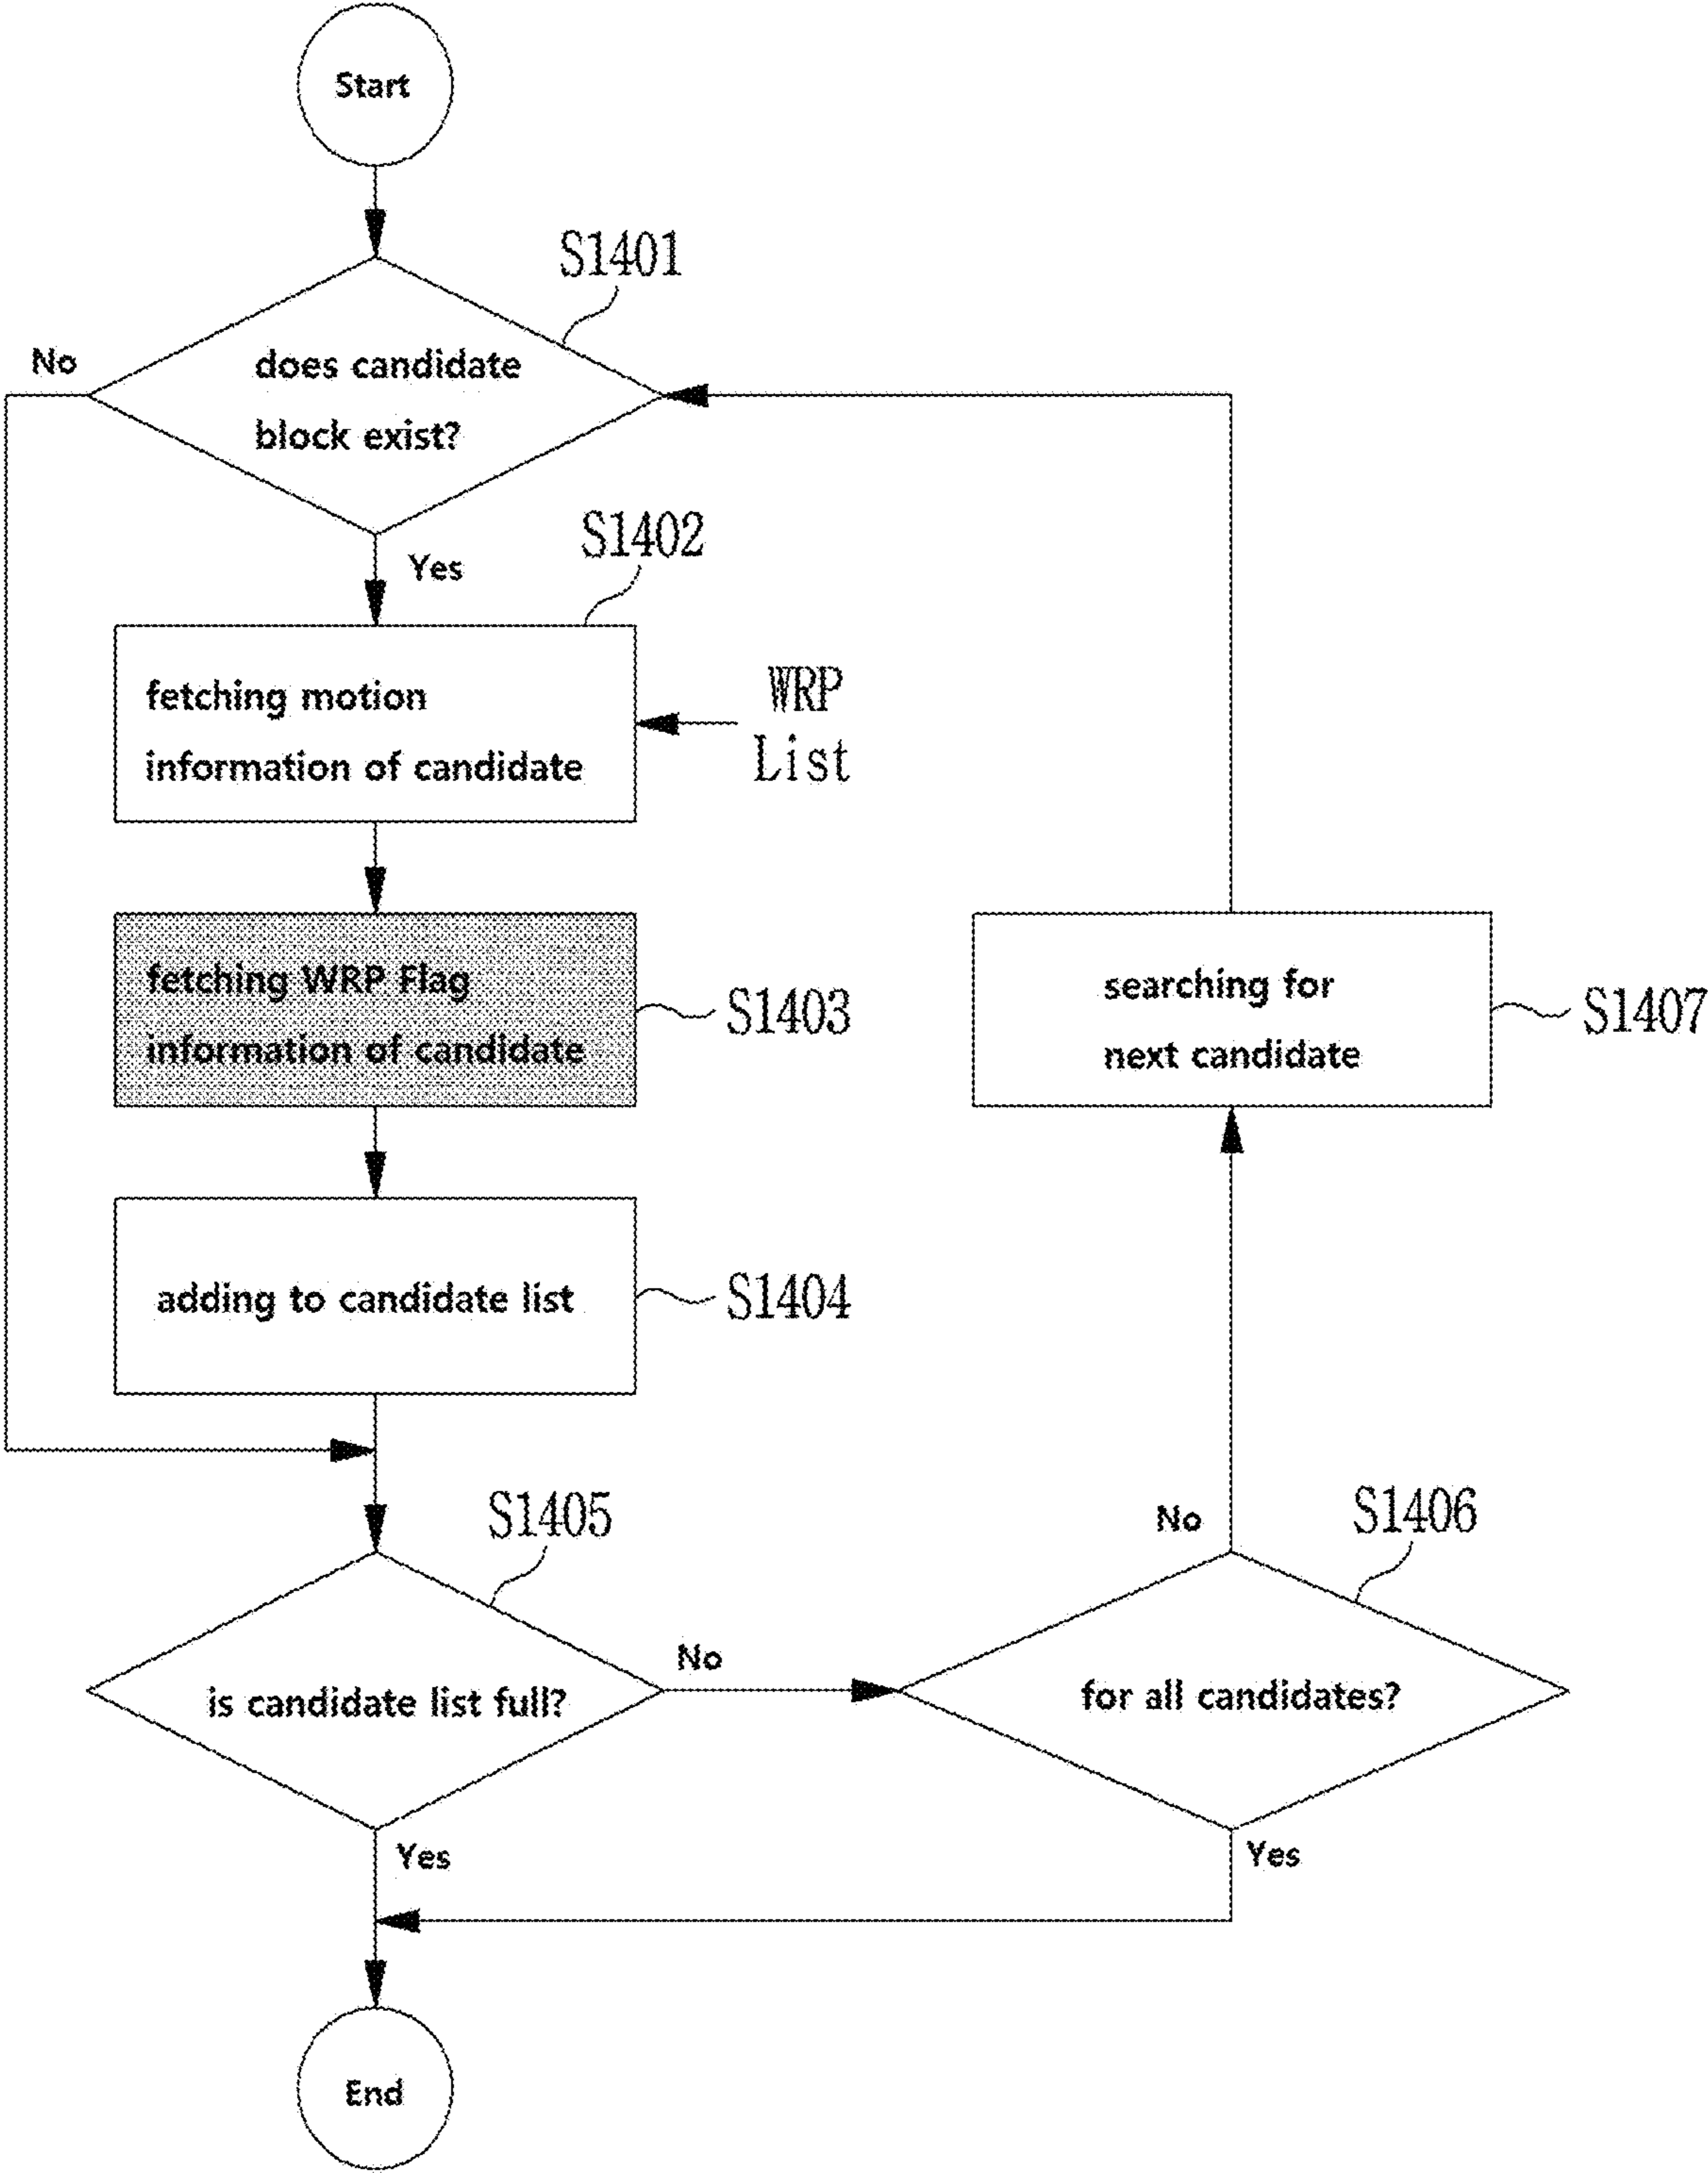 Start
S1401
No
does candidate
block exist?
S1402
Yes
fetching motion
information of candidate
WRP
List
fetching WRP Flag
information of candidate
S1403
searching for
next candidate
S1407
adding to candidate list
S1404
S1405
No
S1406
is candidate list full?
No
for all candidates?
Yes
Yes
End